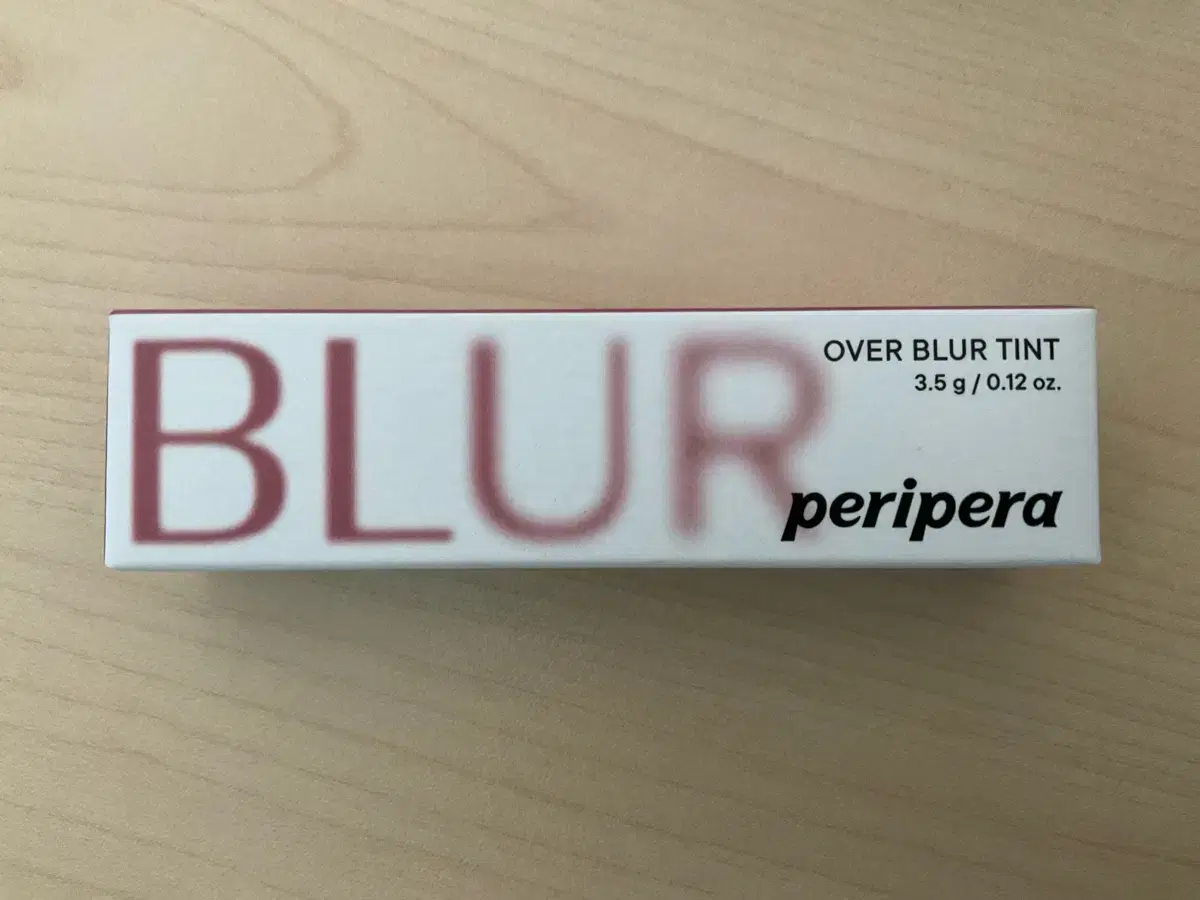 BLUR
OVER BLUR TINT
3.5 g / 0.12 oz.
peripera